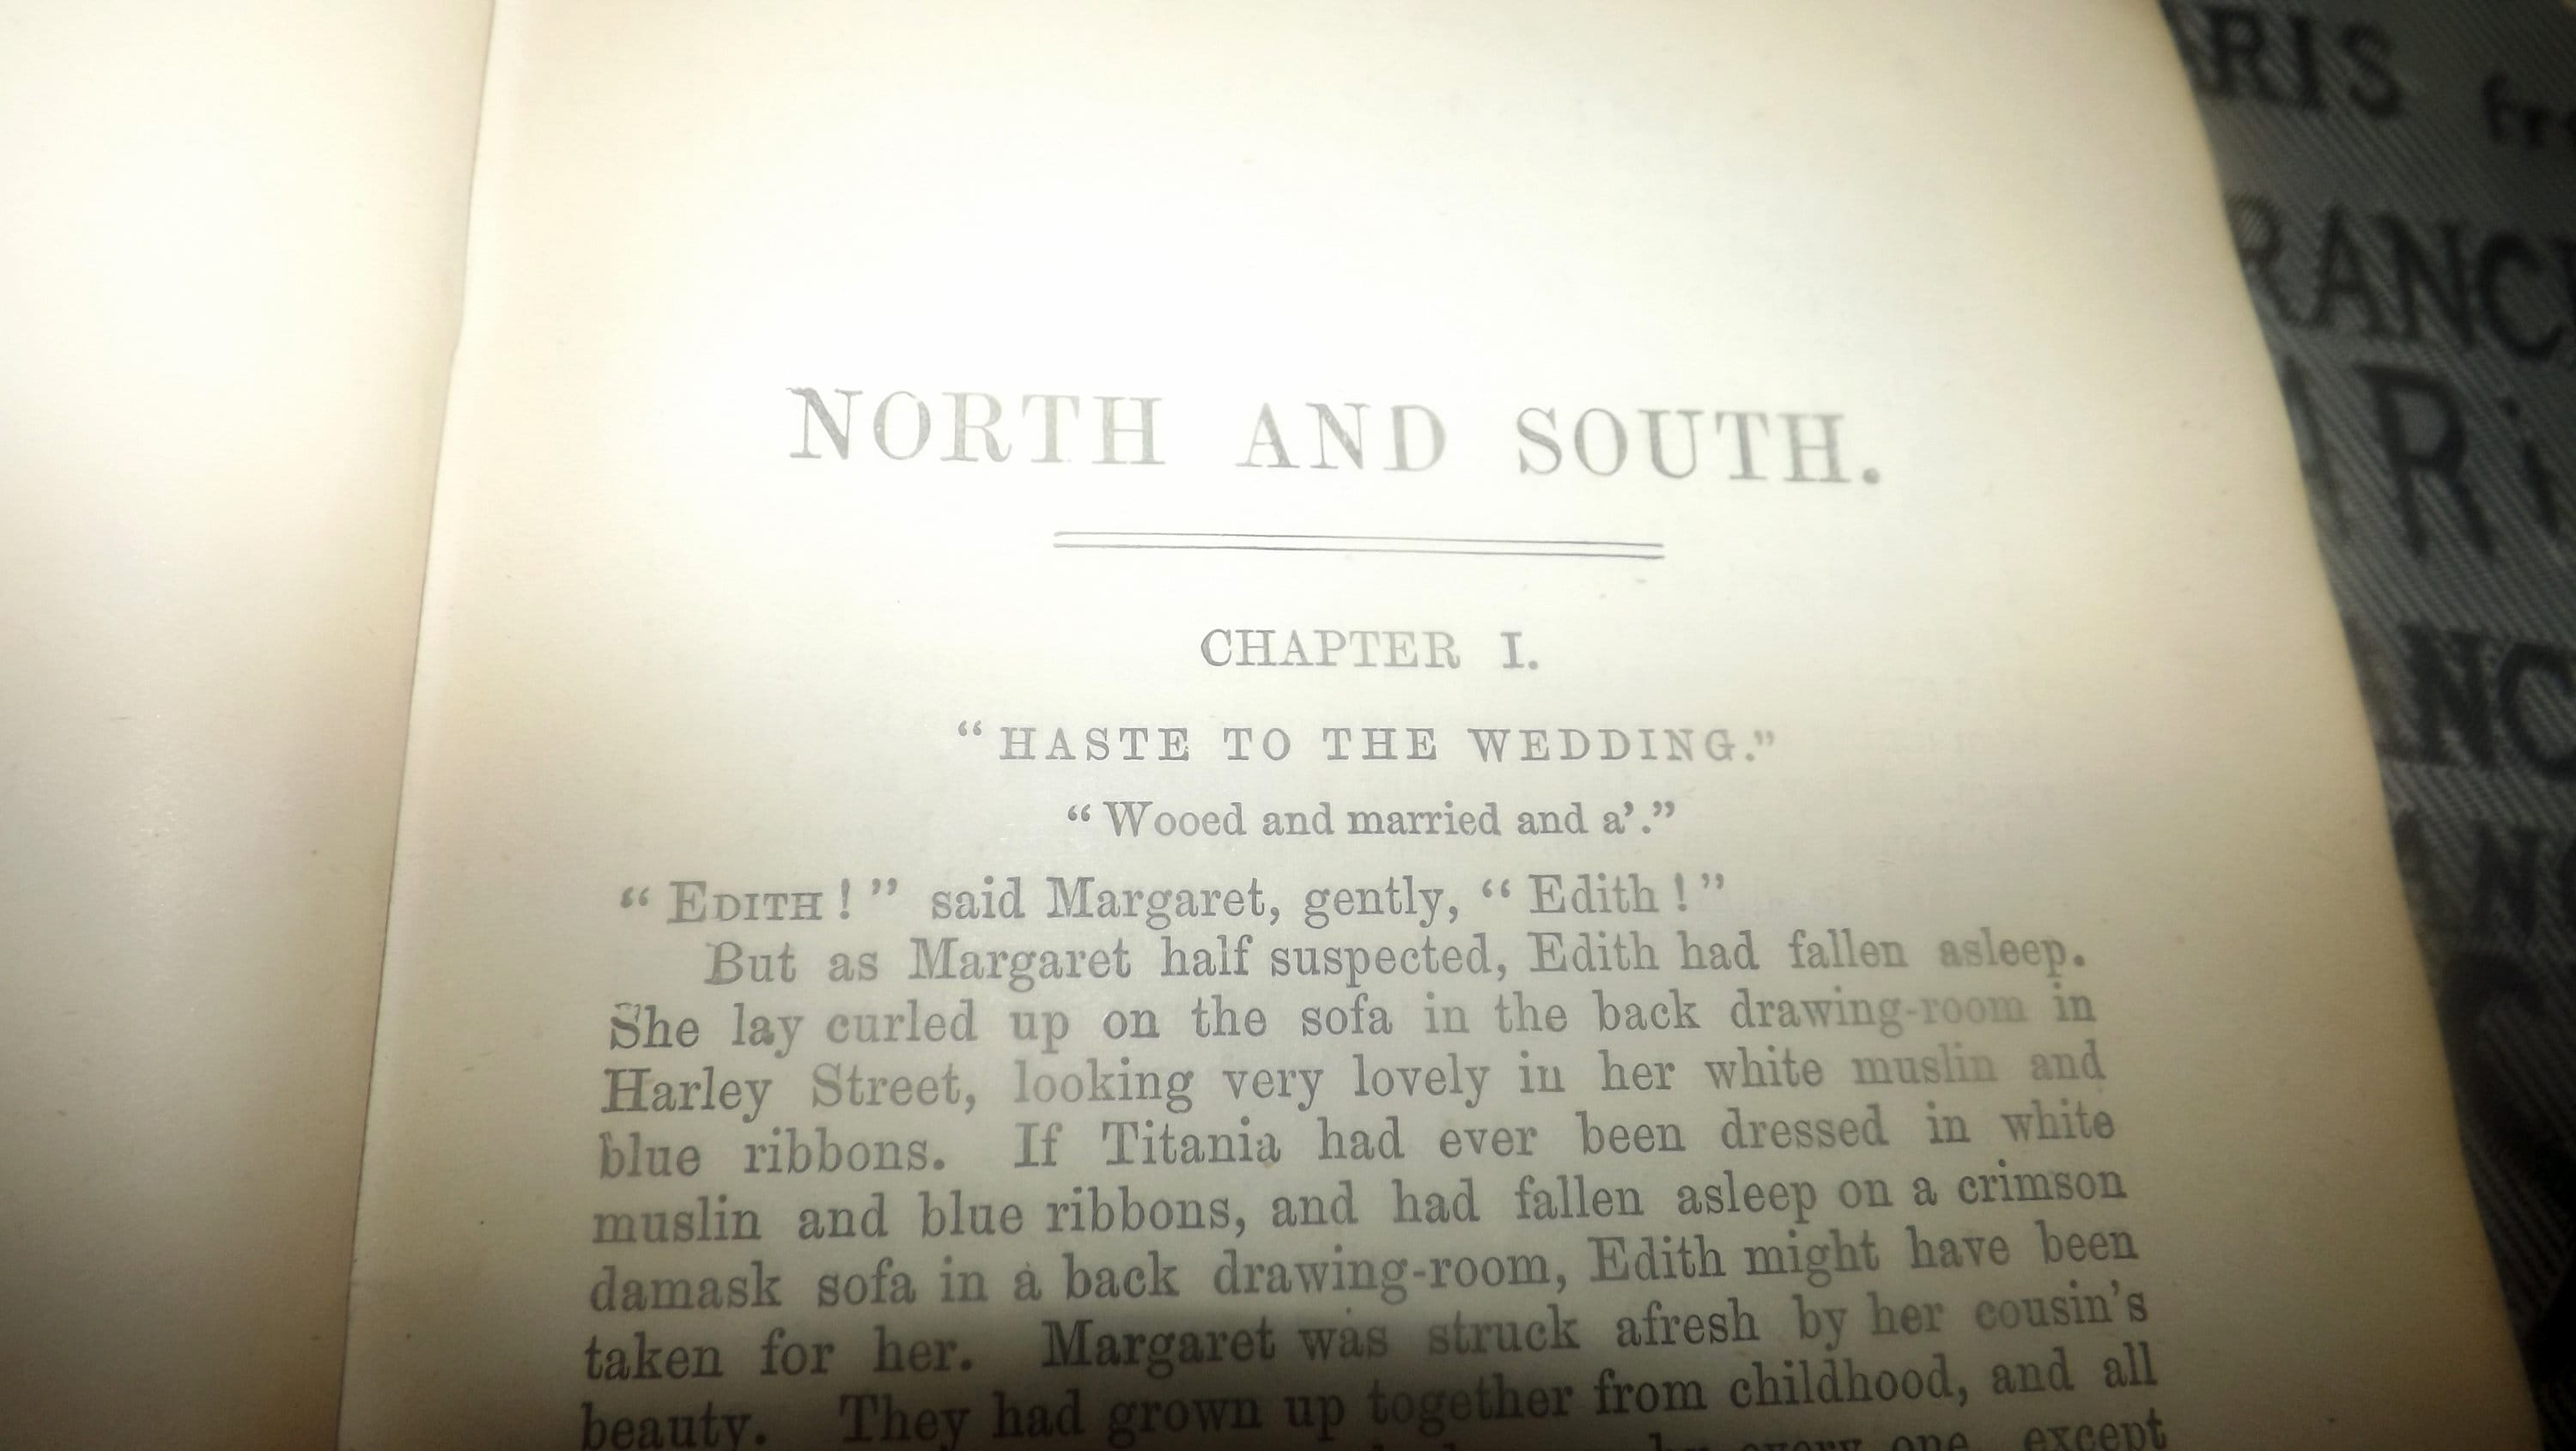 NORTH AND SOUTH.
CHAPTER I.
“HASTE TO THE WEDDING.”
“Wooed and married and a’.”
“EDITH!” said Margaret, gently, “Edith!”
But as Margaret half suspected, Edith had fallen asleep.
She lay curled up on the sofa in the back drawing-room in
Harley Street, looking very lovely in her white muslin and
blue ribbons. If Titania had ever been dressed in white
muslin and blue ribbons, and had fallen asleep on a crimson
damask sofa in a back drawing-room, Edith might have been
taken for her. Margaret was struck afresh by her cousin’s
beauty. They had grown up together from childhood, and all
by every one, except